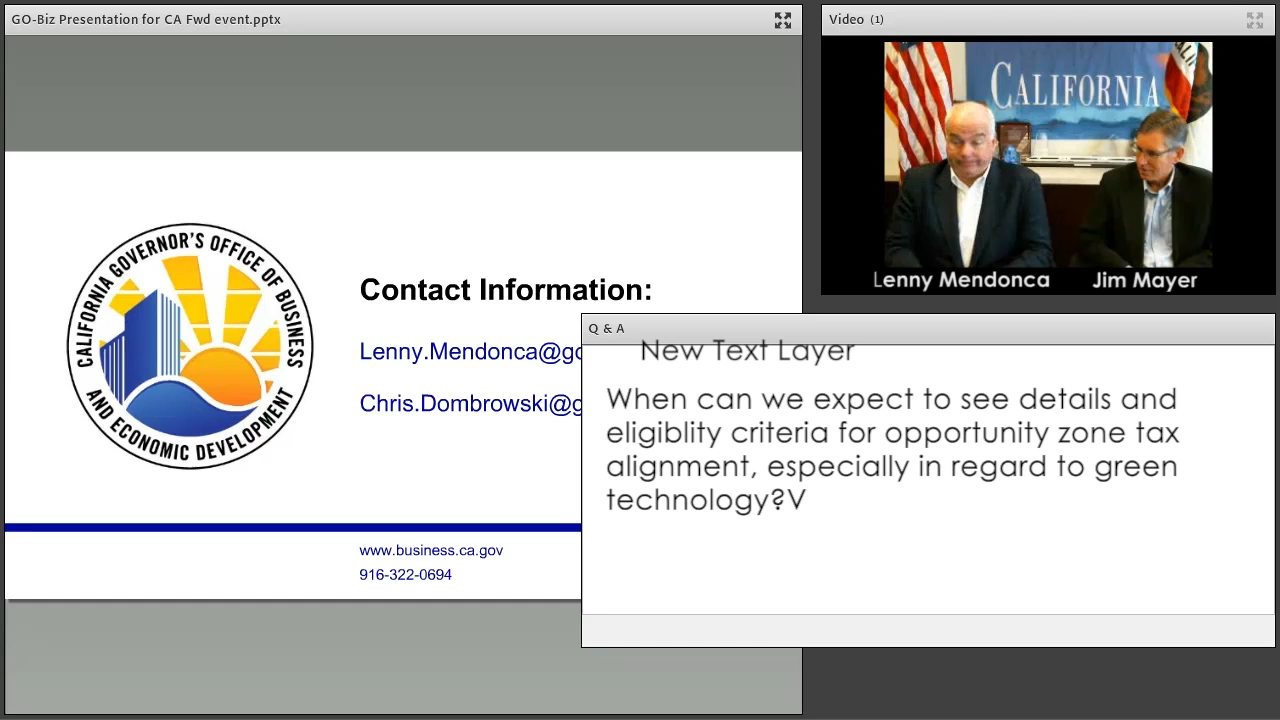 GO-Biz Presentation for CA Fwd event.pptx
CALIFORNIA GOVERNOR'S OFFICE OF BUSINESS
AND ECONOMIC DEVELOPMENT
Contact Information:
Lenny.Mendonca@go
Chris.Dombrowski@g
www.business.ca.gov
916-322-0694
Video (1)
CALIFORNIA
CALIF
Lenny Mendonca
Jim Mayer
Q & A
New Text Layer
When can we expect to see details and
eligiblity criteria for opportunity zone tax
alignment, especially in regard to green
technology?V